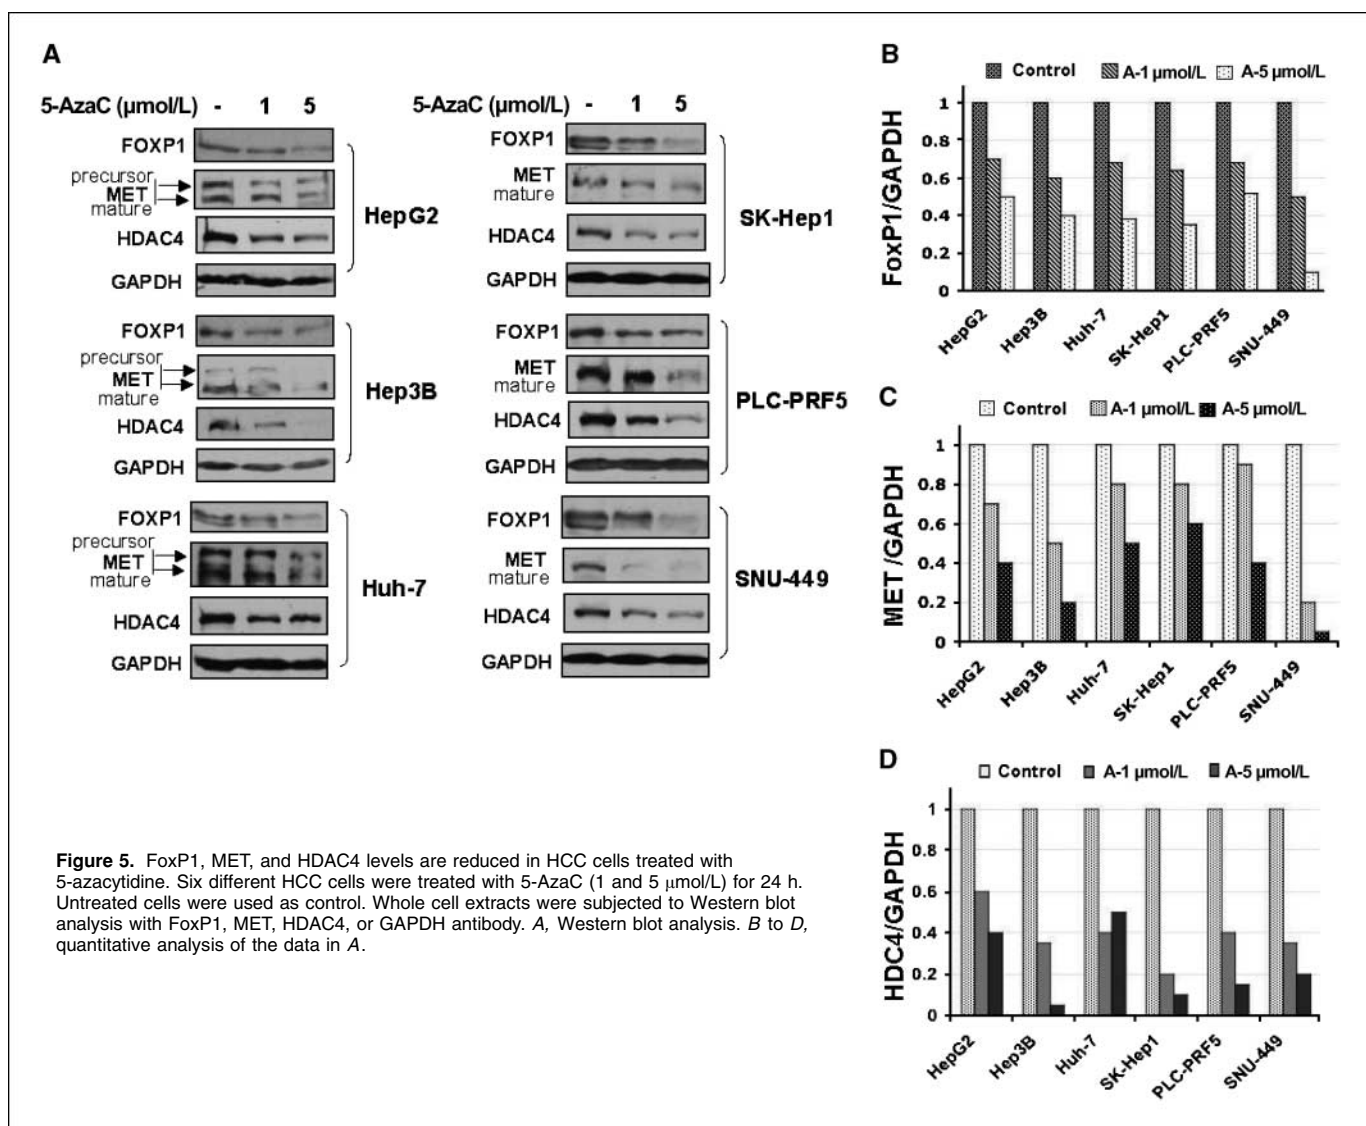 A
5-AzaC (μmol/L) - 1 5
FOXP1
precursor
MET
mature
HDAC4
GAPDH
HepG2
FOXP1
precursor
MET
mature
HDAC4
GAPDH
Hep3B
FOXP1
precursor
MET
mature
HDAC4
GAPDH
Huh-7
5-AzaC (μmol/L) - 1 5
FOXP1
MET
mature
HDAC4
GAPDH
SK-Hep1
FOXP1
MET
mature
HDAC4
GAPDH
PLC-PRF5
FOXP1
MET
mature
HDAC4
GAPDH
SNU-449
B
Control A-1 μmol/L A-5 μmol/L
FoxP1/GAPDH
1
0.8
0.6
0.4
0.2
0
HepG2 Hep3B Huh-7 SK-Hep1 PLC-PRF5 SNU-449
C
Control A-1 μmol/L A-5 μmol/L
MET /GAPDH
1
0.8
0.6
0.4
0.2
0
HepG2 Hep3B Huh-7 SK-Hep1 PLC-PRF5 SNU-449
D
Control A-1 μmol/L A-5 μmol/L
HDC4/GAPDH
1
0.8
0.6
0.4
0.2
0
HepG2 Hep3B Huh-7 SK-Hep1 PLC-PRF5 SNU-449
Figure 5. FoxP1, MET, and HDAC4 levels are reduced in HCC cells treated with
5-azacytidine. Six different HCC cells were treated with 5-AzaC (1 and 5 μmol/L) for 24 h.
Untreated cells were used as control. Whole cell extracts were subjected to Western blot
analysis with FoxP1, MET, HDAC4, or GAPDH antibody. A, Western blot analysis. B to D,
quantitative analysis of the data in A.